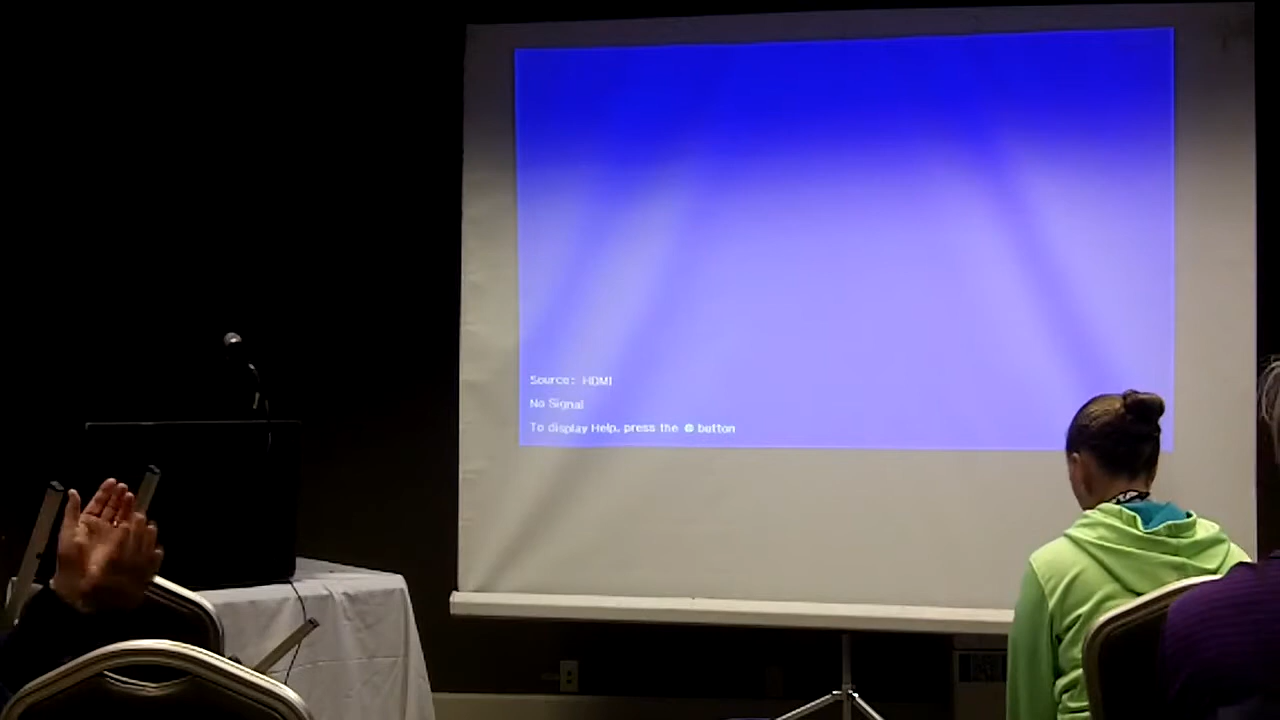 Source: HDMI
No Signal
To display Help, press the button